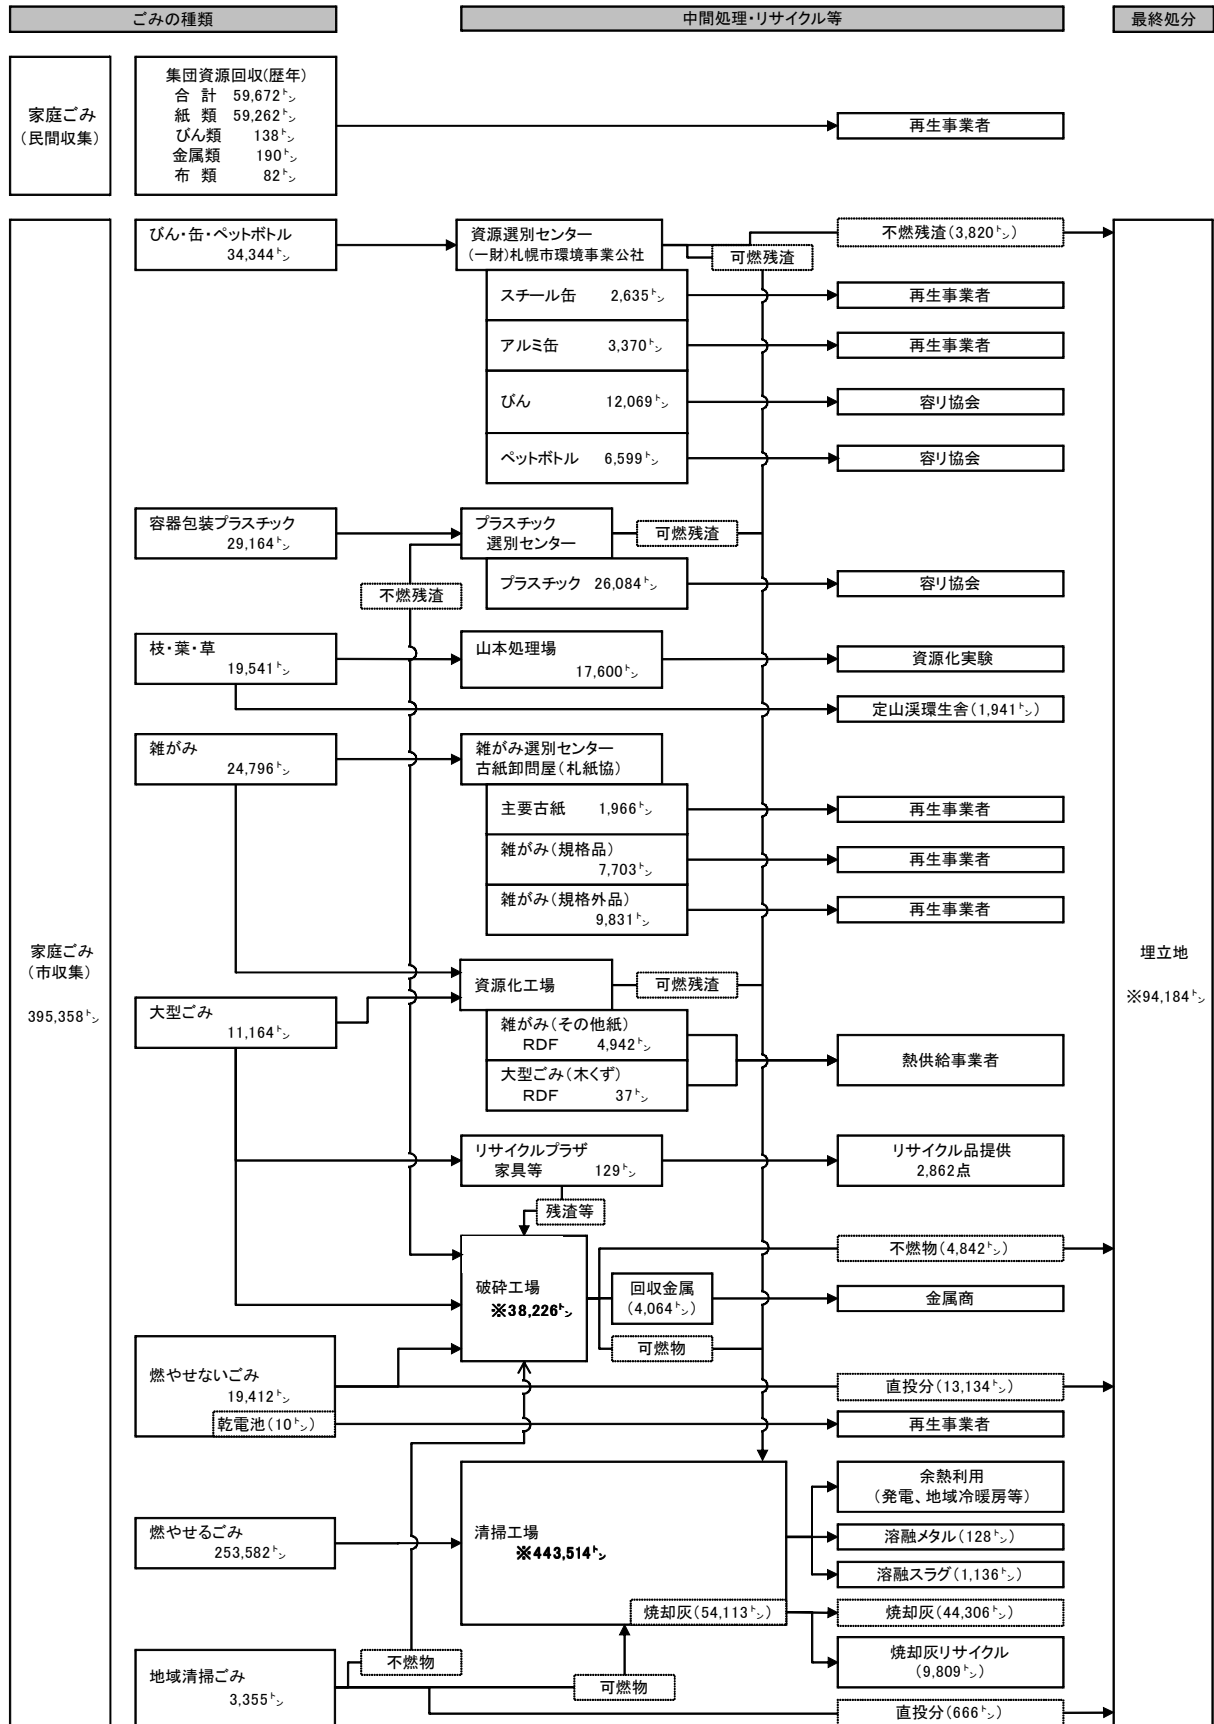 ごみの種類
中間処理・リサイクル等
最終処分
家庭ごみ
(民間収集)
集団資源回収(歴年)
合 計 59,672㌧
紙 類 59,262㌧
びん類 138㌧
金属類 190㌧
布 類 82㌧
再生事業者
家庭ごみ
(市収集)
395,358㌧
びん・缶・ペットボトル
34,344㌧
資源選別センター
(一財)札幌市環境事業公社
可燃残渣
不燃残渣(3,820㌧)
スチール缶 2,635㌧
再生事業者
アルミ缶 3,370㌧
再生事業者
びん 12,069㌧
容リ協会
ペットボトル 6,599㌧
容リ協会
容器包装プラスチック
29,164㌧
プラスチック
選別センター
可燃残渣
不燃残渣
プラスチック 26,084㌧
容リ協会
枝・葉・草
19,541㌧
山本処理場
17,600㌧
資源化実験
定山渓環生舎(1,941㌧)
雑がみ
24,796㌧
雑がみ選別センター
古紙卸問屋(札紙協)
主要古紙 1,966㌧
再生事業者
雑がみ(規格品)
7,703㌧
再生事業者
雑がみ(規格外品)
9,831㌧
再生事業者
資源化工場
可燃残渣
大型ごみ
11,164㌧
雑がみ(その他紙)
RDF 4,942㌧
大型ごみ(木くず)
RDF 37㌧
熱供給事業者
リサイクルプラザ
家具等 129㌧
リサイクル品提供
2,862点
残渣等
破砕工場
※38,226㌧
不燃物(4,842㌧)
回収金属
(4,064㌧)
金属商
可燃物
燃やせないごみ
19,412㌧
乾電池(10㌧)
直投分(13,134㌧)
再生事業者
燃やせるごみ
253,582㌧
清掃工場
※443,514㌧
焼却灰(54,113㌧)
余熱利用
(発電、地域冷暖房等)
溶融メタル(128㌧)
溶融スラグ(1,136㌧)
焼却灰(44,306㌧)
焼却灰リサイクル
(9,809㌧)
地域清掃ごみ
3,355㌧
不燃物
可燃物
直投分(666㌧)
埋立地
※94,184㌧